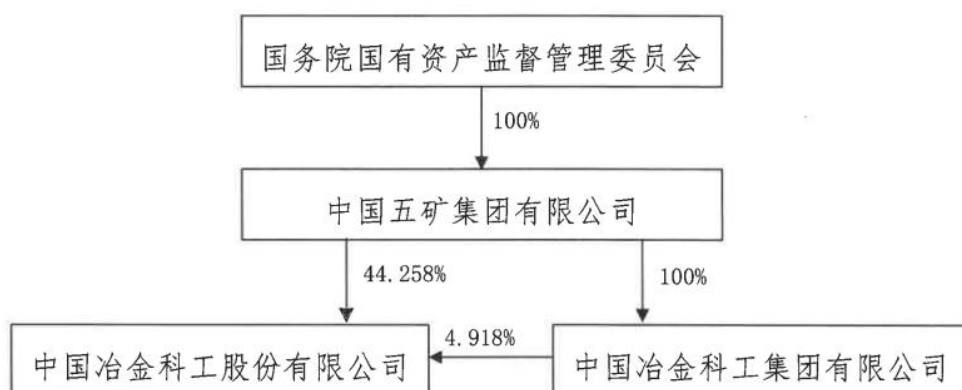 国务院国有资产监督管理委员会
100%
中国五矿集团有限公司
44.258%
100%
4.918%
中国冶金科工股份有限公司
中国冶金科工集团有限公司